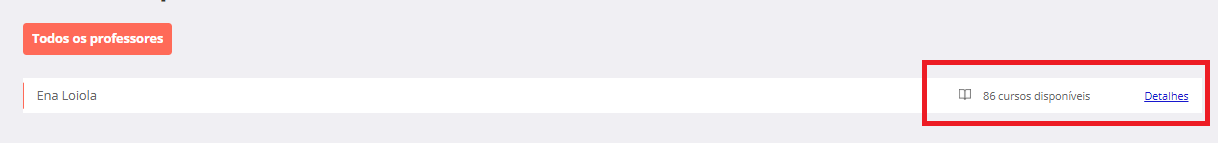 Todos os professores
Ena Loiola
86 cursos disponíveis
Detalhes